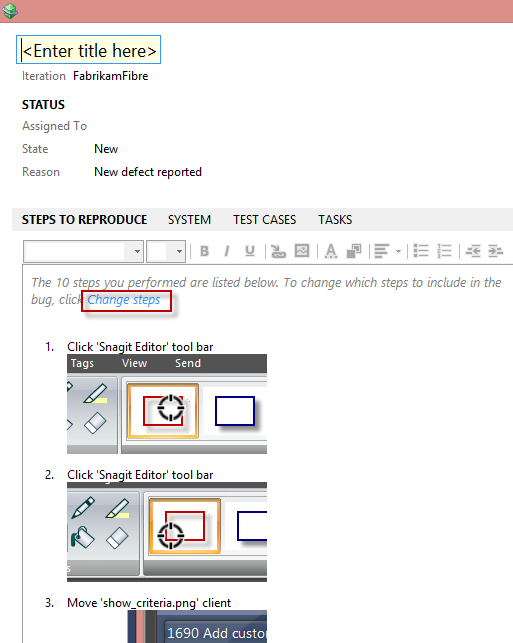 <Enter title here>
Iteration FabrikamFibre
STATUS
Assigned To
State New
Reason New defect reported
STEPS TO REPRODUCE SYSTEM TEST CASES TASKS
B I U
A
The 10 steps you performed are listed below. To change which steps to include in the
bug, click Change steps
1. Click 'Snagit Editor' tool bar
Tags View Send
2. Click 'Snagit Editor' tool bar
3. Move 'show_criteria.png' client
1690 Add custo